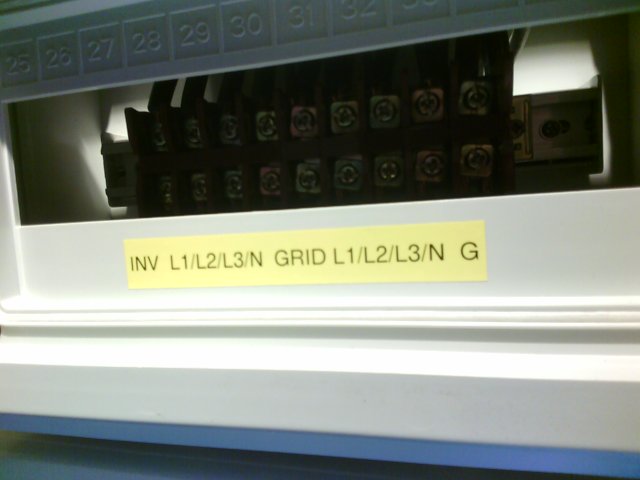 25 26 27 28 29 30 31 32
INV L1/L2/L3/N GRID L1/L2/L3/N G